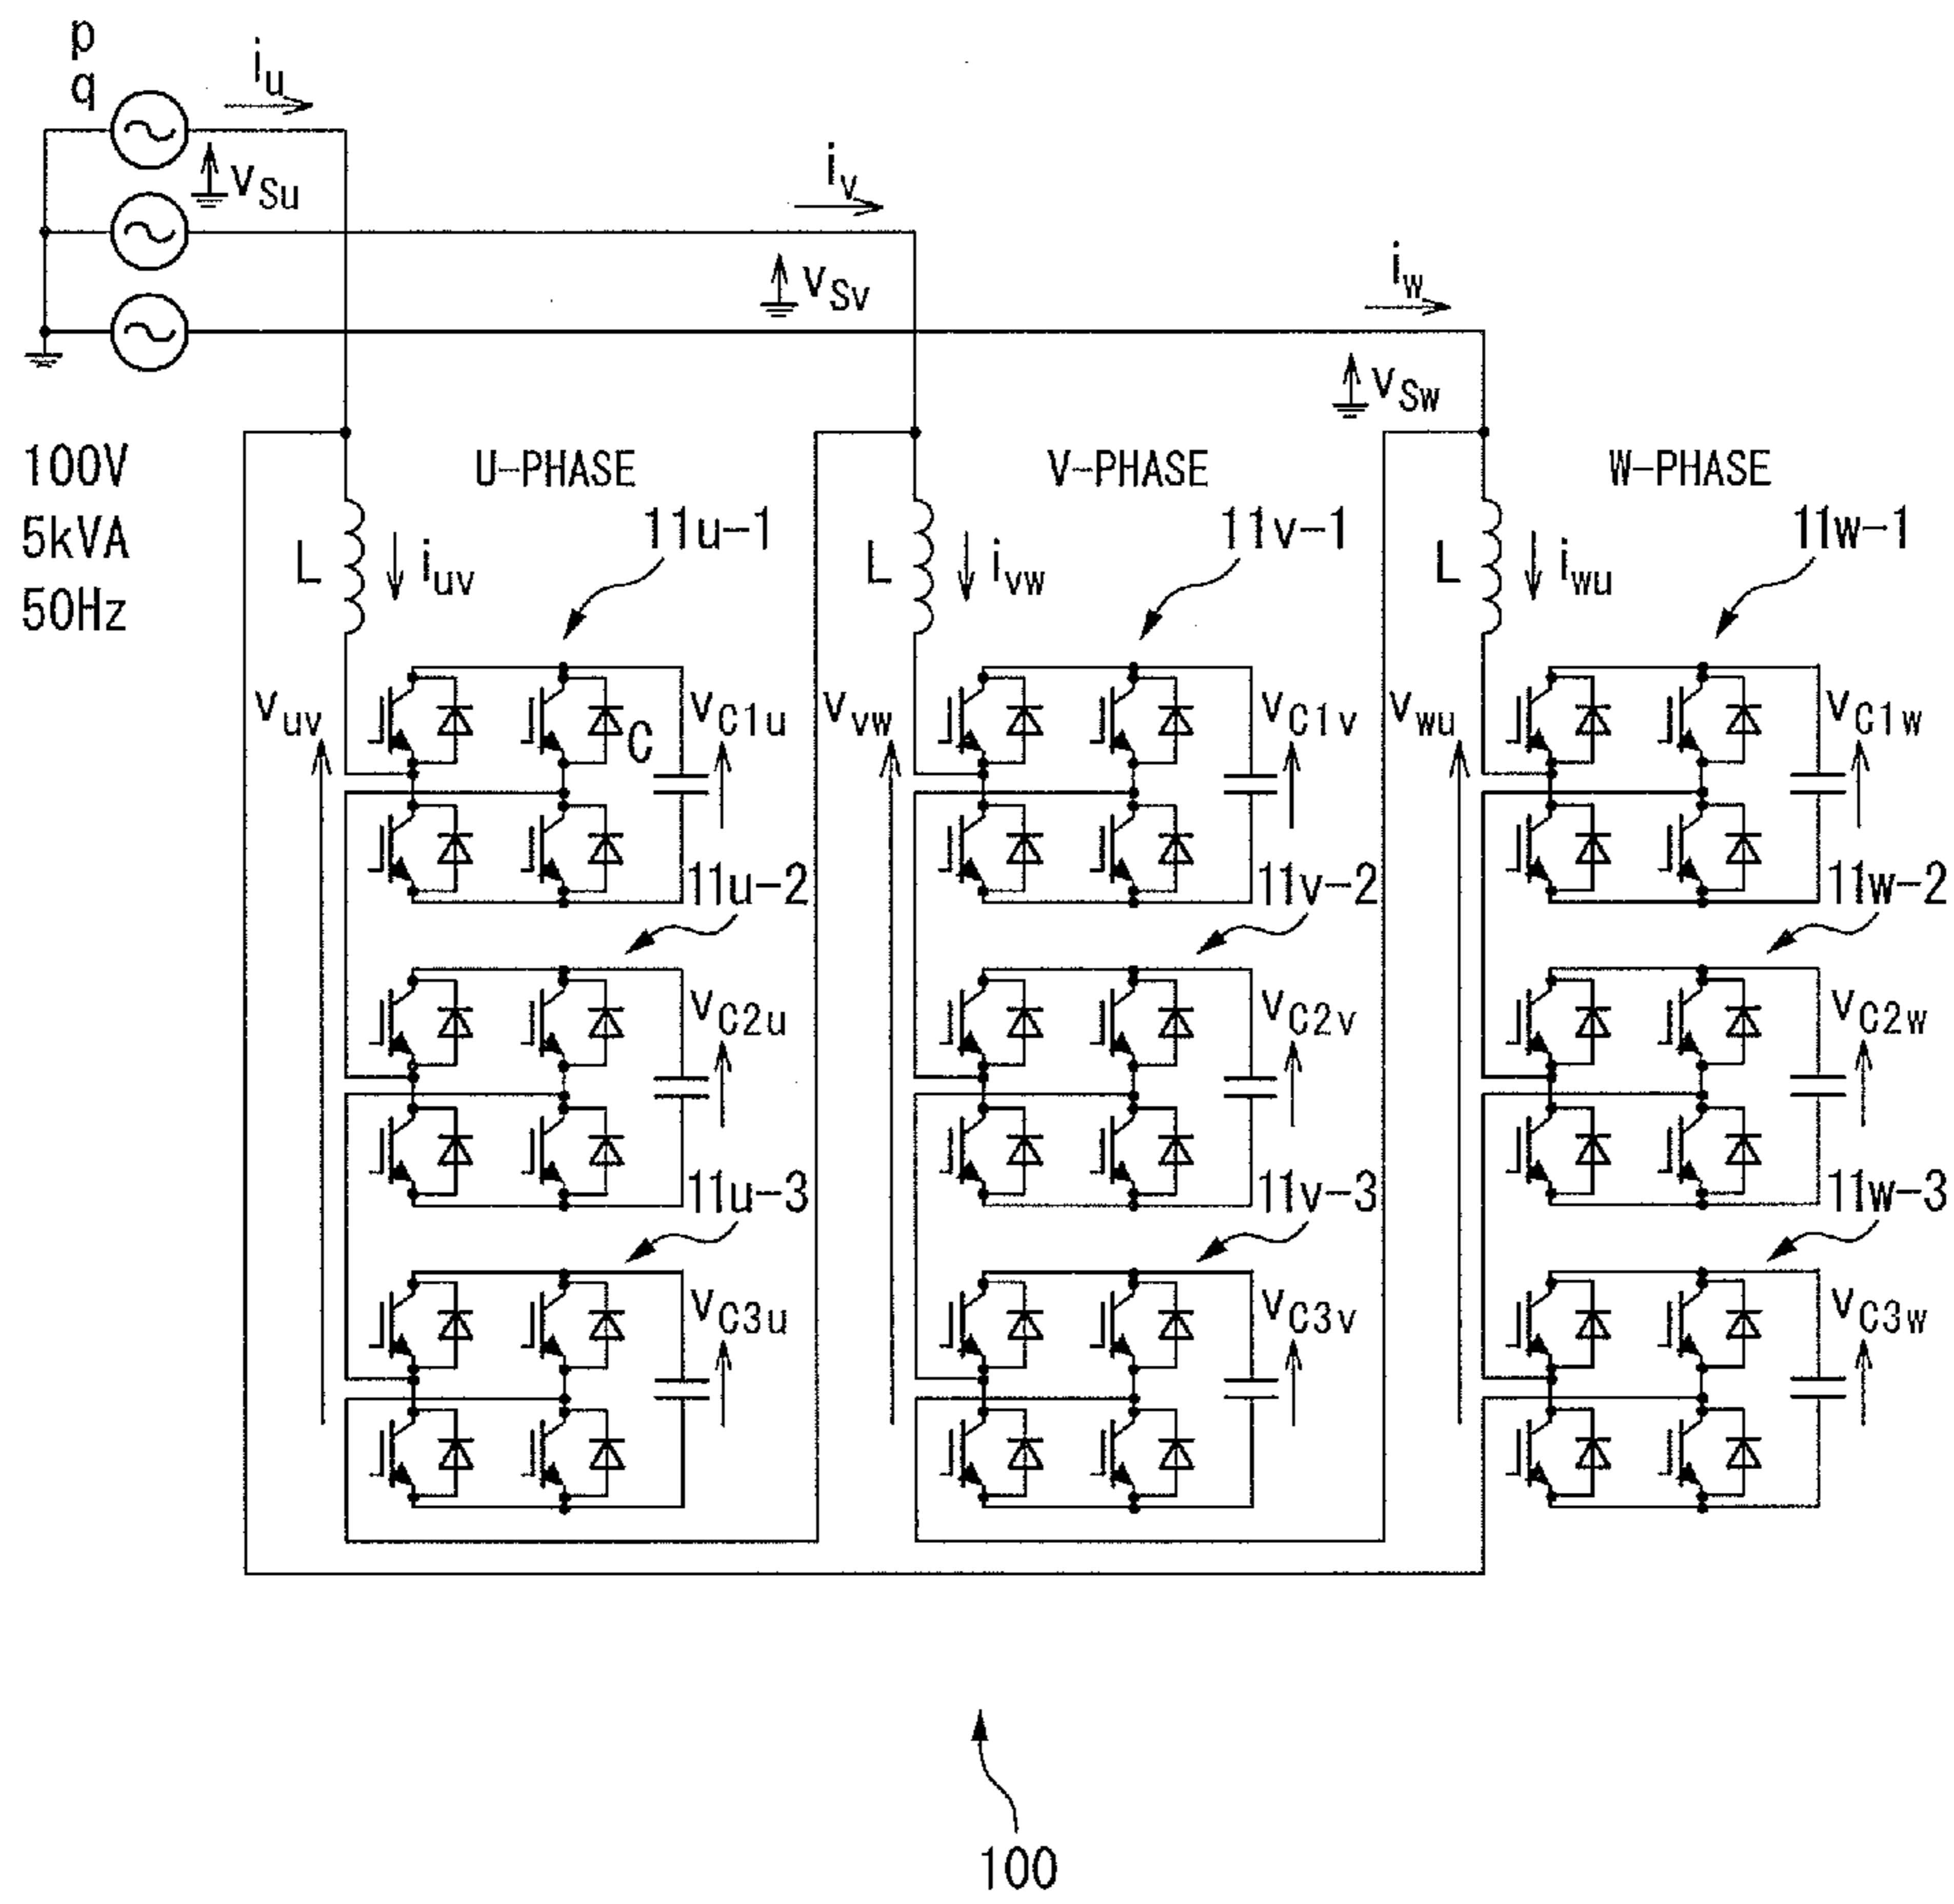 p
q
iu
vSu
iv
vSv
iw
vSw
100V
5kVA
50Hz
U-PHASE
V-PHASE
W-PHASE
11u-1
11v-1
11w-1
L
iuv
L
ivw
L
iwu
vuv
C
vC1u
vvw
vC1v
vwu
vC1w
11u-2
11v-2
11w-2
vC2u
vC2v
vC2w
11u-3
11v-3
11w-3
vC3u
vC3v
vC3w
100